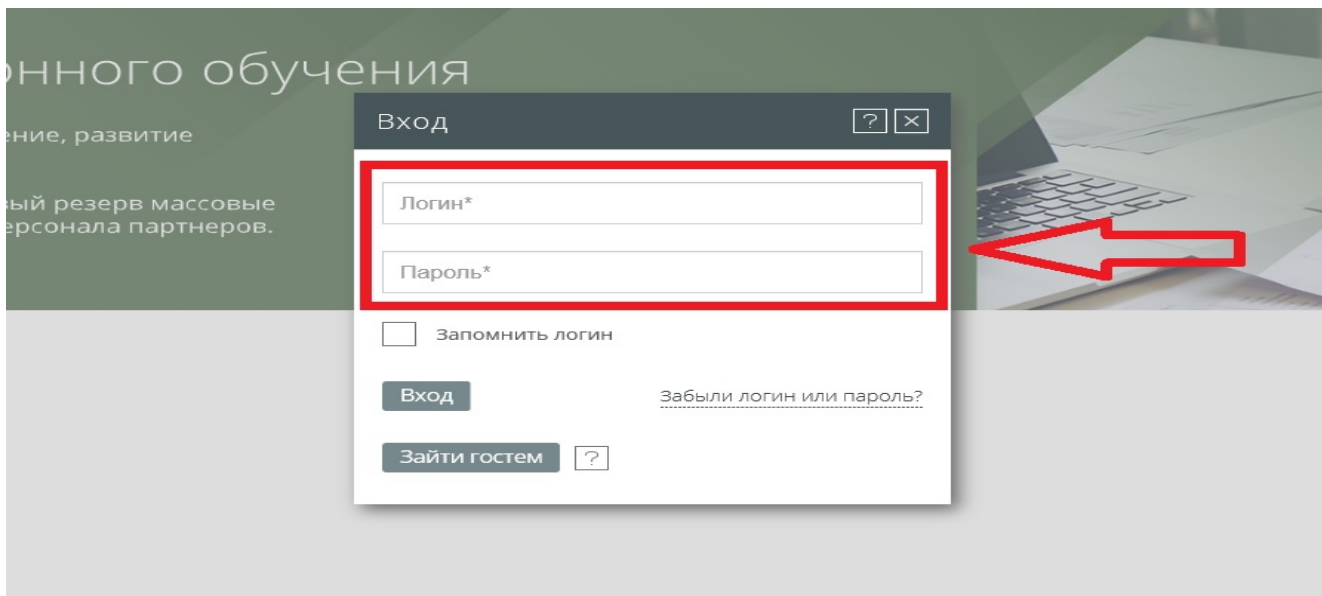 онного обучения
ение, развитие
вый резерв массовые
ерсонала партнеров.
Вход
?
Логин*
Пароль*
Запомнить логин
Вход
Забыли логин или пароль?
Зайти гостем
?